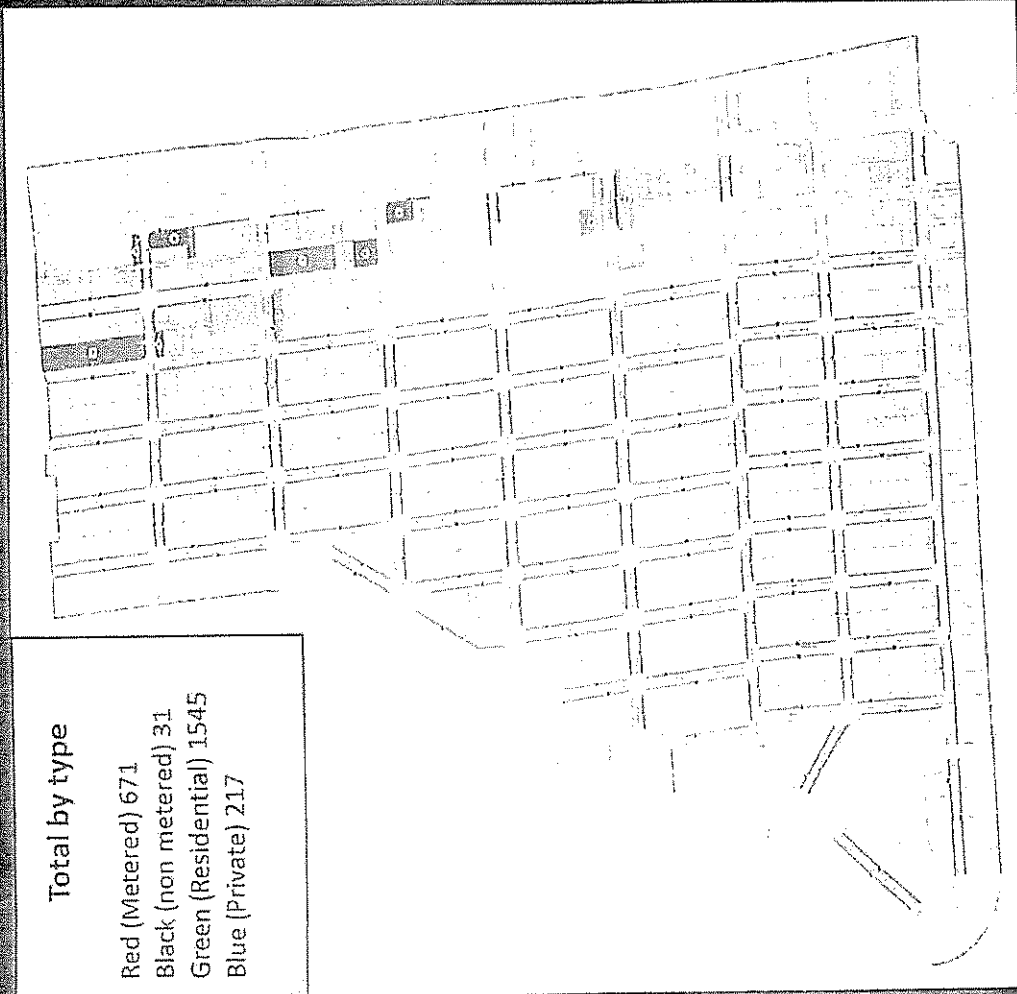 Total by type
Red (Metered) 671
Black (non metered) 31
Green (Residential) 1545
Blue (Private) 217